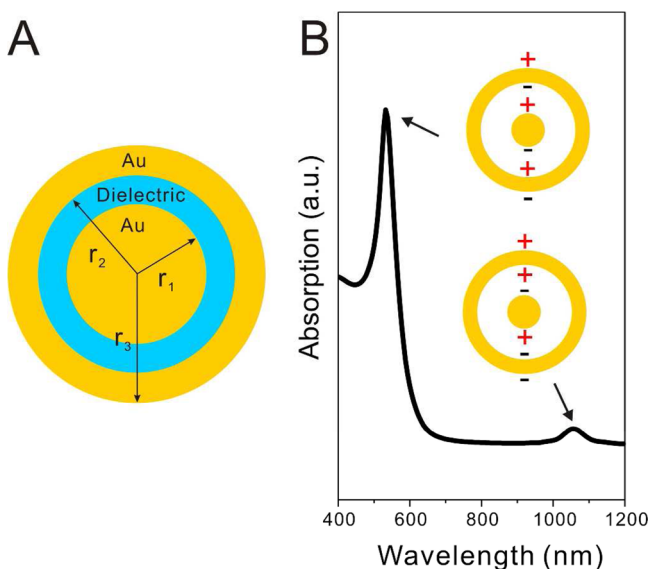 A
Au
Dielectric
Au
r2
r1
r3
B
Absorption (a.u.)
+
-
+
-
+
-
+
+
-
+
-
-
400 600 800 1000 1200
Wavelength (nm)